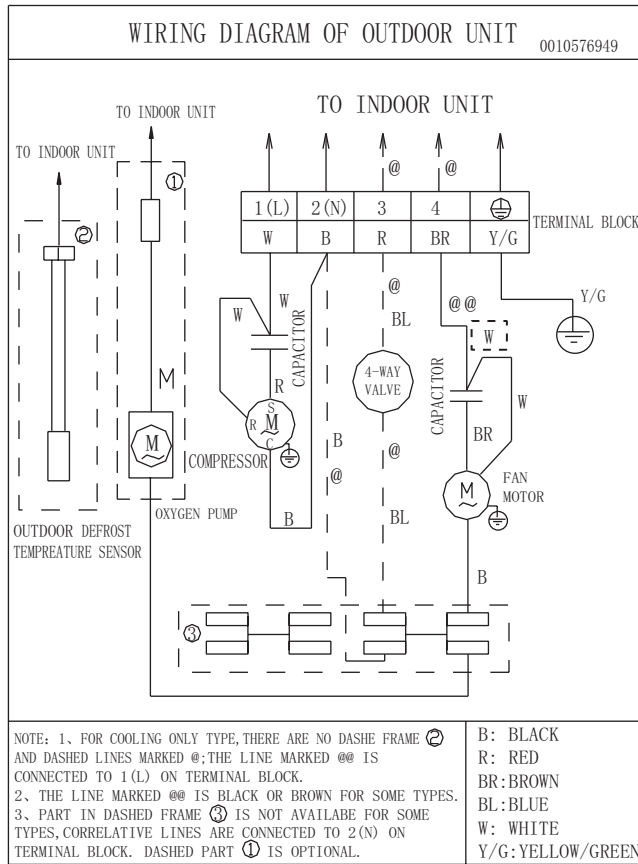 WIRING DIAGRAM OF OUTDOOR UNIT 0010576949
TO INDOOR UNIT
TO INDOOR UNIT
TO INDOOR UNIT
@ @
① ②
1(L) 2(N) 3 4
TERMINAL BLOCK
W B R BR Y/G
Y/G
@ @@
W W BL W
CAPACITOR
4-WAY
VALVE
CAPACITOR
M R W
S
R M
C
B @ BR
M
COMPRESSOR
@
M
FAN
MOTOR
OXYGEN PUMP
B BL
OUTDOOR DEFROST
TEMPREATURE SENSOR
B
③
NOTE: 1、FOR COOLING ONLY TYPE,THERE ARE NO DASHE FRAME ②
AND DASHED LINES MARKED @;THE LINE MARKED @@ IS
CONNECTED TO 1(L) ON TERMINAL BLOCK.
2、THE LINE MARKED @@ IS BLACK OR BROWN FOR SOME TYPES.
3、PART IN DASHED FRAME ③ IS NOT AVAILABE FOR SOME
TYPES,CORRELATIVE LINES ARE CONNECTED TO 2(N) ON
TERMINAL BLOCK. DASHED PART ① IS OPTIONAL.
B: BLACK
R: RED
BR:BROWN
BL:BLUE
W: WHITE
Y/G:YELLOW/GREEN